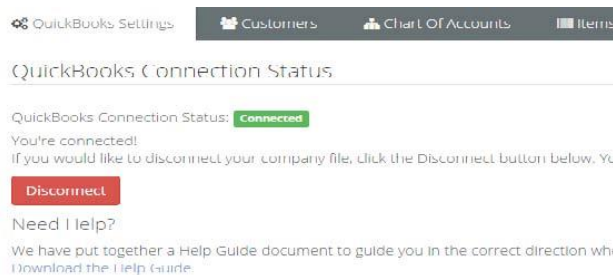 QuickBooks Settings Customers Chart Of Accounts Items
QuickBooks Connection Status
QuickBooks Connection Status: Connected
You're connected!
If you would like to disconnect your company file, click the Disconnect button below. Yo
Disconnect
Need Help?
We have put together a Help Guide document to guide you in the correct direction whe
Download the Help Guide.